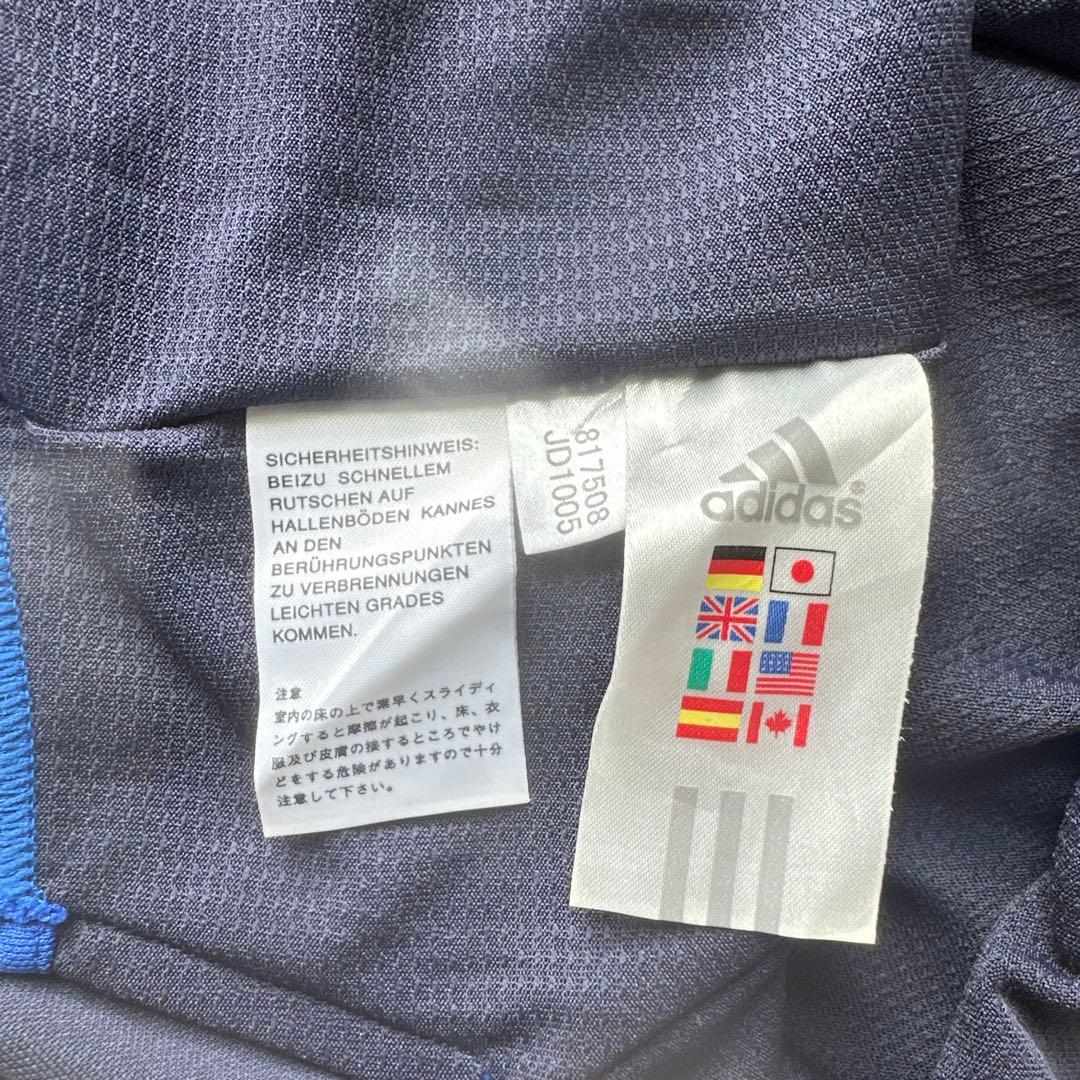 SICHERHEITSHINWEIS:
BEIZU SCHNELLEM
RUTSCHEN AUF
HALLENBÖDEN KANNES
AN DEN
BERÜHRUNGSPUNKTEN
ZU VERBRENNUNGEN
LEICHTEN GRADES
KOMMEN.
注意
室内の床の上で素早くスライディ
ングすると摩擦が起こり、床、衣
服及び皮膚の接するところでやけ
どをする危険がありますので十分
注意して下さい。
817508
JD1005
adidas®